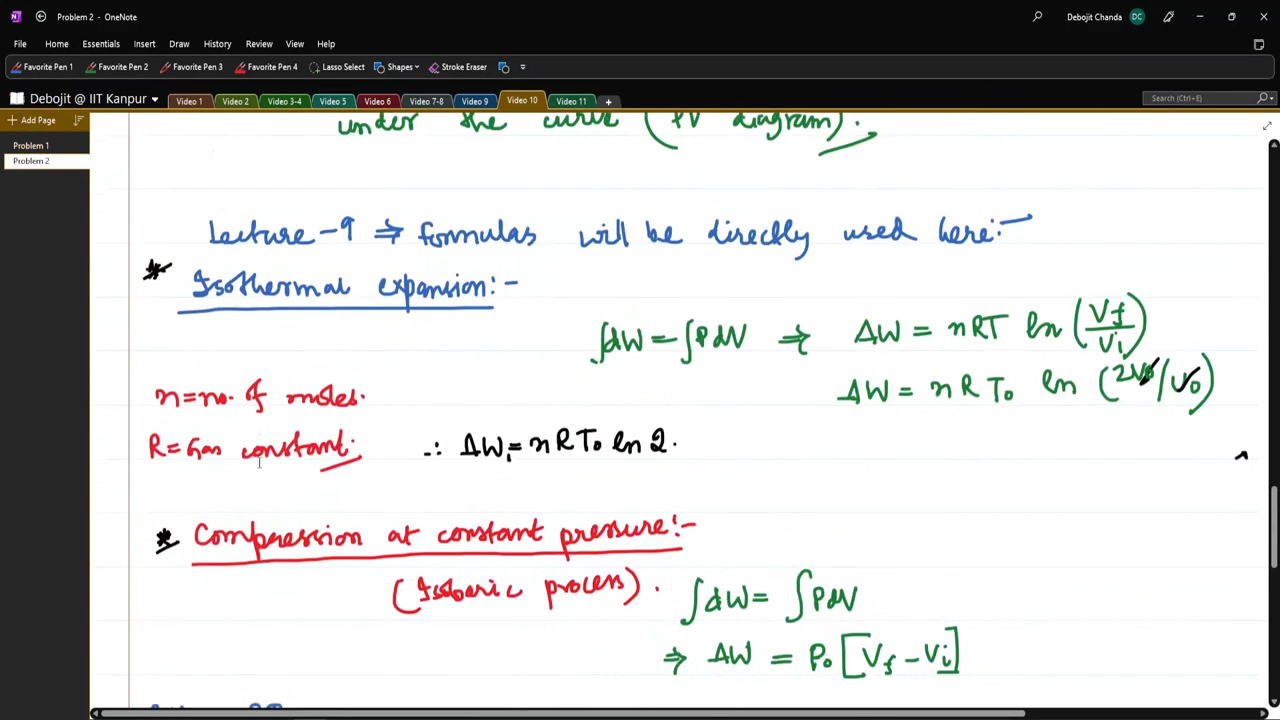 Problem 2 - OneNote
Debojit Chanda DC
File Home Essentials Insert Draw History Review View Help
Favorite Pen 1 Favorite Pen 2 Favorite Pen 3 Favorite Pen 4 Lasso Select Shapes Stroke Eraser
Debojit @ IIT Kanpur Video 1 Video 2 Video 3-4 Video 5 Video 6 Video 7-8 Video 9 Video 10 Video 11 + Search (Ctrl+E)
+ Add Page
Problem 1
Problem 2
under the curve (PV diagram).
Lecture-9 ⇒ formulas will be directly used here:-
* Isothermal expansion:-
∫dW = ∫PdV ⇒ ΔW = nRT ln (Vf/Vi)
ΔW = nRT₀ ln (2V₀/V₀)
n = no. of moles.
R = Gas constant.
∴ ΔW₁ = nRT₀ ln 2.
* Compression at constant pressure:-
(Isobaric process).
∫dW = ∫PdV
⇒ ΔW = P₀ [Vf - Vi]